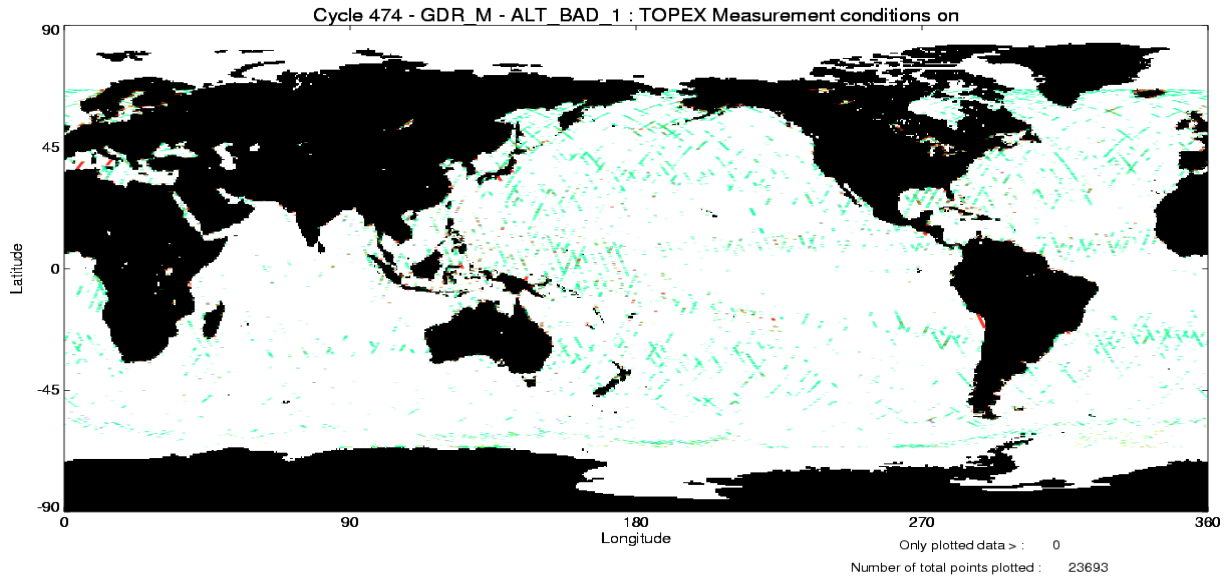 Cycle 474 - GDR_M - ALT_BAD_1 : TOPEX Measurement conditions on
90
45
0
-45
-90
Latitude
0 90 180 270 360
Longitude
Only plotted data > : 0
Number of total points plotted : 23693